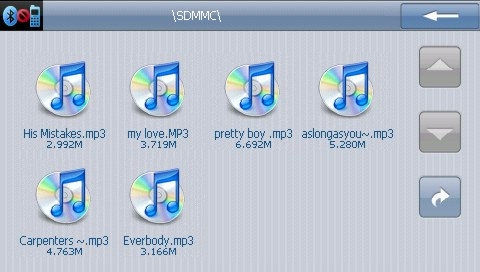 \SDMMC\
His Mistakes.mp3
2.992M
my love.MP3
3.719M
pretty boy .mp3
6.692M
aslongasyou~.mp3
5.280M
Carpenters ~.mp3
4.763M
Everbody.mp3
3.166M